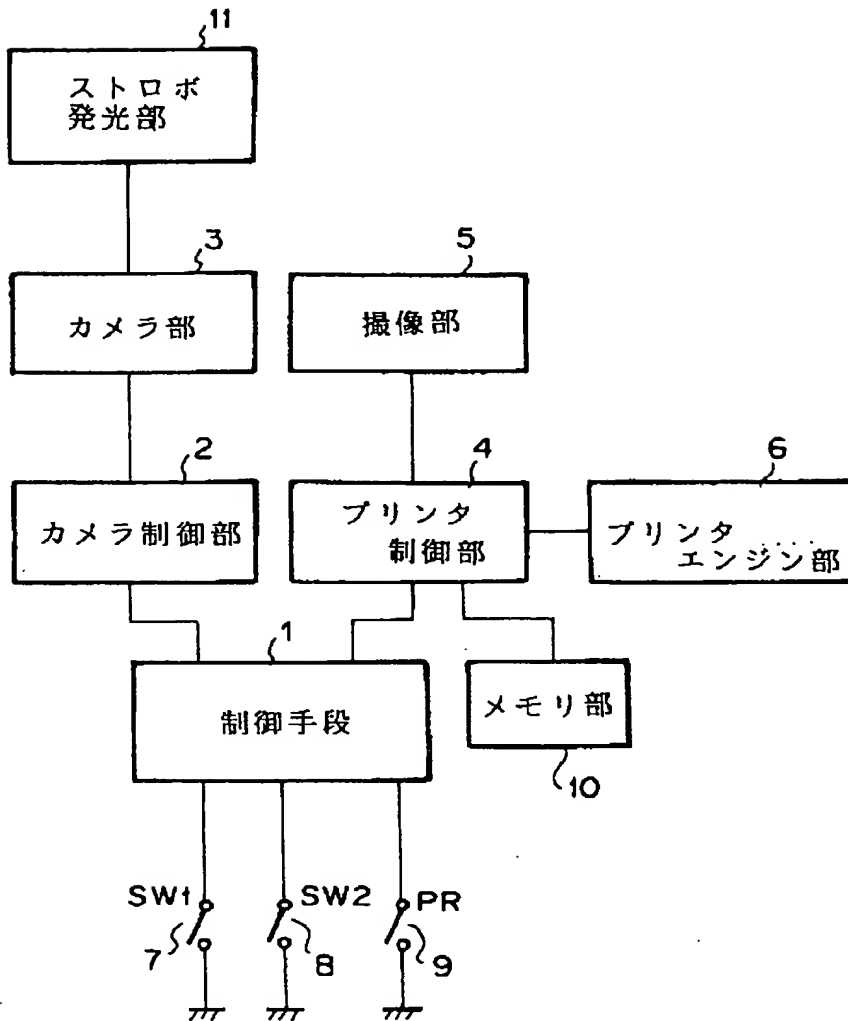 11
ストロボ
発光部
3
カメラ部
5
撮像部
2
カメラ制御部
4
プリンタ
制御部
6
プリンタ
エンジン部
1
制御手段
メモリ部
10
SW1
7
SW2
8
PR
9